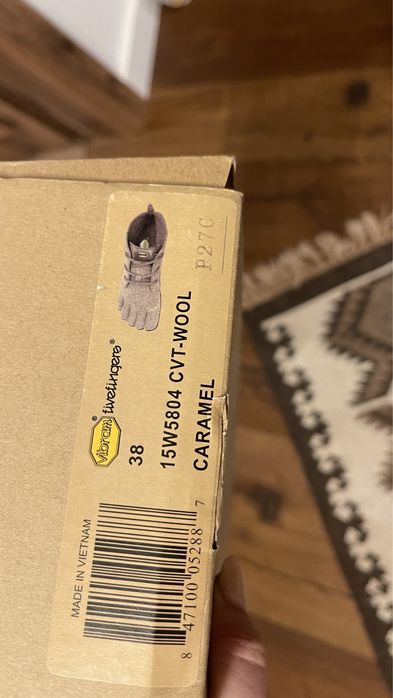 vibram® fivefingers®
38
15W5804 CVT-WOOL
CARAMEL
P27C
MADE IN VIETNAM
8 47100 05288 7